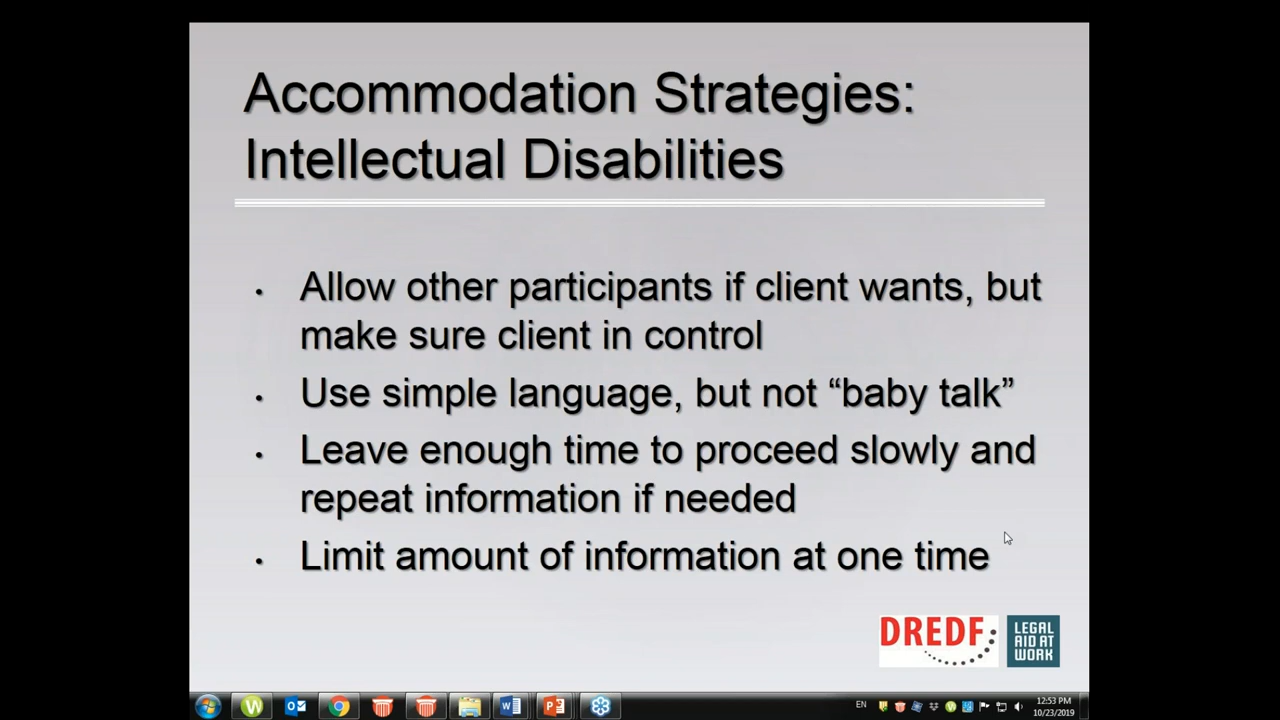 Accommodation Strategies:
Intellectual Disabilities
• Allow other participants if client wants, but
make sure client in control
• Use simple language, but not “baby talk”
• Leave enough time to proceed slowly and
repeat information if needed
• Limit amount of information at one time
DREDF
LEGAL
AID AT
WORK
EN
12:53 PM
10/23/2019